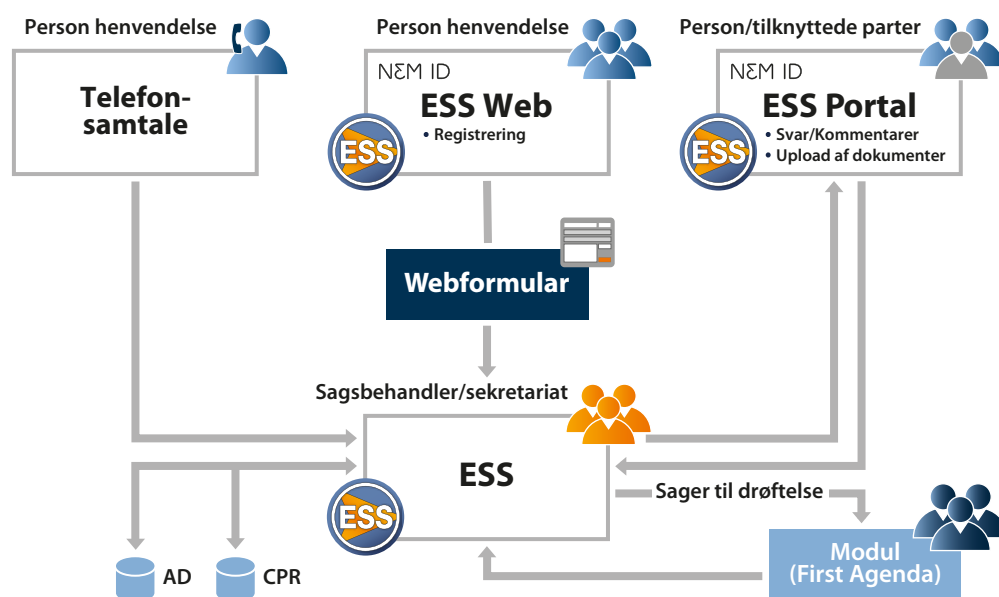 Person henvendelse
Telefon-
samtale
Person henvendelse
NEM ID
ESS Web
• Registrering
ESS
Person/tilknyttede parter
NEM ID
ESS Portal
• Svar/Kommentarer
• Upload af dokumenter
ESS
Webformular
Sagsbehandler/sekretariat
ESS
ESS
Sager til drøftelse
Modul
(First Agenda)
AD
CPR